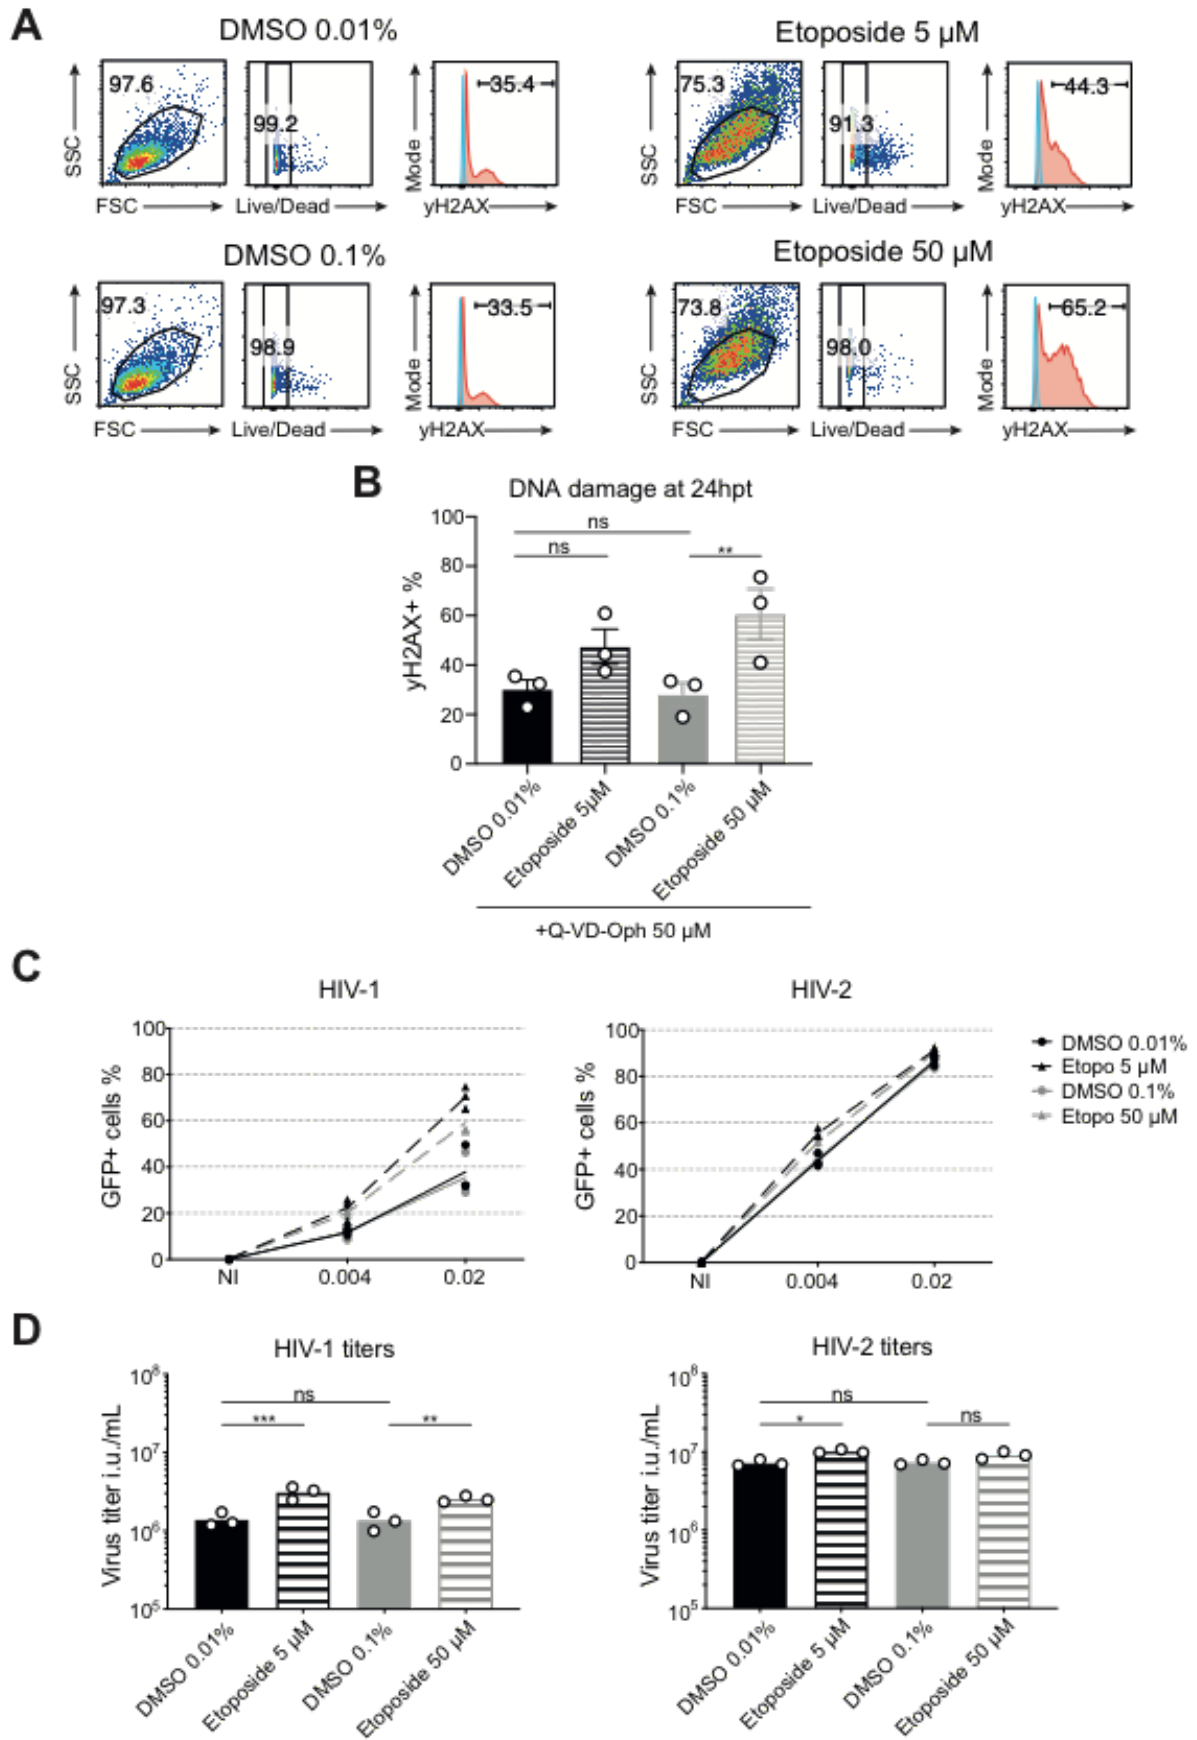 A
DMSO 0.01%
Etoposide 5 µM
97.6
99.2
35.4
75.3
91.3
44.3
SSC
Mode
SSC
Mode
FSC
Live/Dead
yH2AX
FSC
Live/Dead
yH2AX
DMSO 0.1%
Etoposide 50 µM
97.3
98.9
33.5
73.8
98.0
65.2
SSC
Mode
SSC
Mode
FSC
Live/Dead
yH2AX
FSC
Live/Dead
yH2AX
B
DNA damage at 24hpt
yH2AX+ %
100
80
60
40
20
0
ns
ns
**
DMSO 0.01%
Etoposide 5µM
DMSO 0.1%
Etoposide 50 µM
+Q-VD-Oph 50 µM
C
HIV-1
GFP+ cells %
100
80
60
40
20
0
NI
0.004
0.02
HIV-2
GFP+ cells %
100
80
60
40
20
0
NI
0.004
0.02
DMSO 0.01%
Etopo 5 µM
DMSO 0.1%
Etopo 50 µM
D
HIV-1 titers
Virus titer i.u./mL
10⁸
10⁷
10⁶
10⁵
ns
***
**
DMSO 0.01%
Etoposide 5 µM
DMSO 0.1%
Etoposide 50 µM
HIV-2 titers
Virus titer i.u./mL
10⁸
10⁷
10⁶
10⁵
ns
*
ns
DMSO 0.01%
Etoposide 5 µM
DMSO 0.1%
Etoposide 50 µM